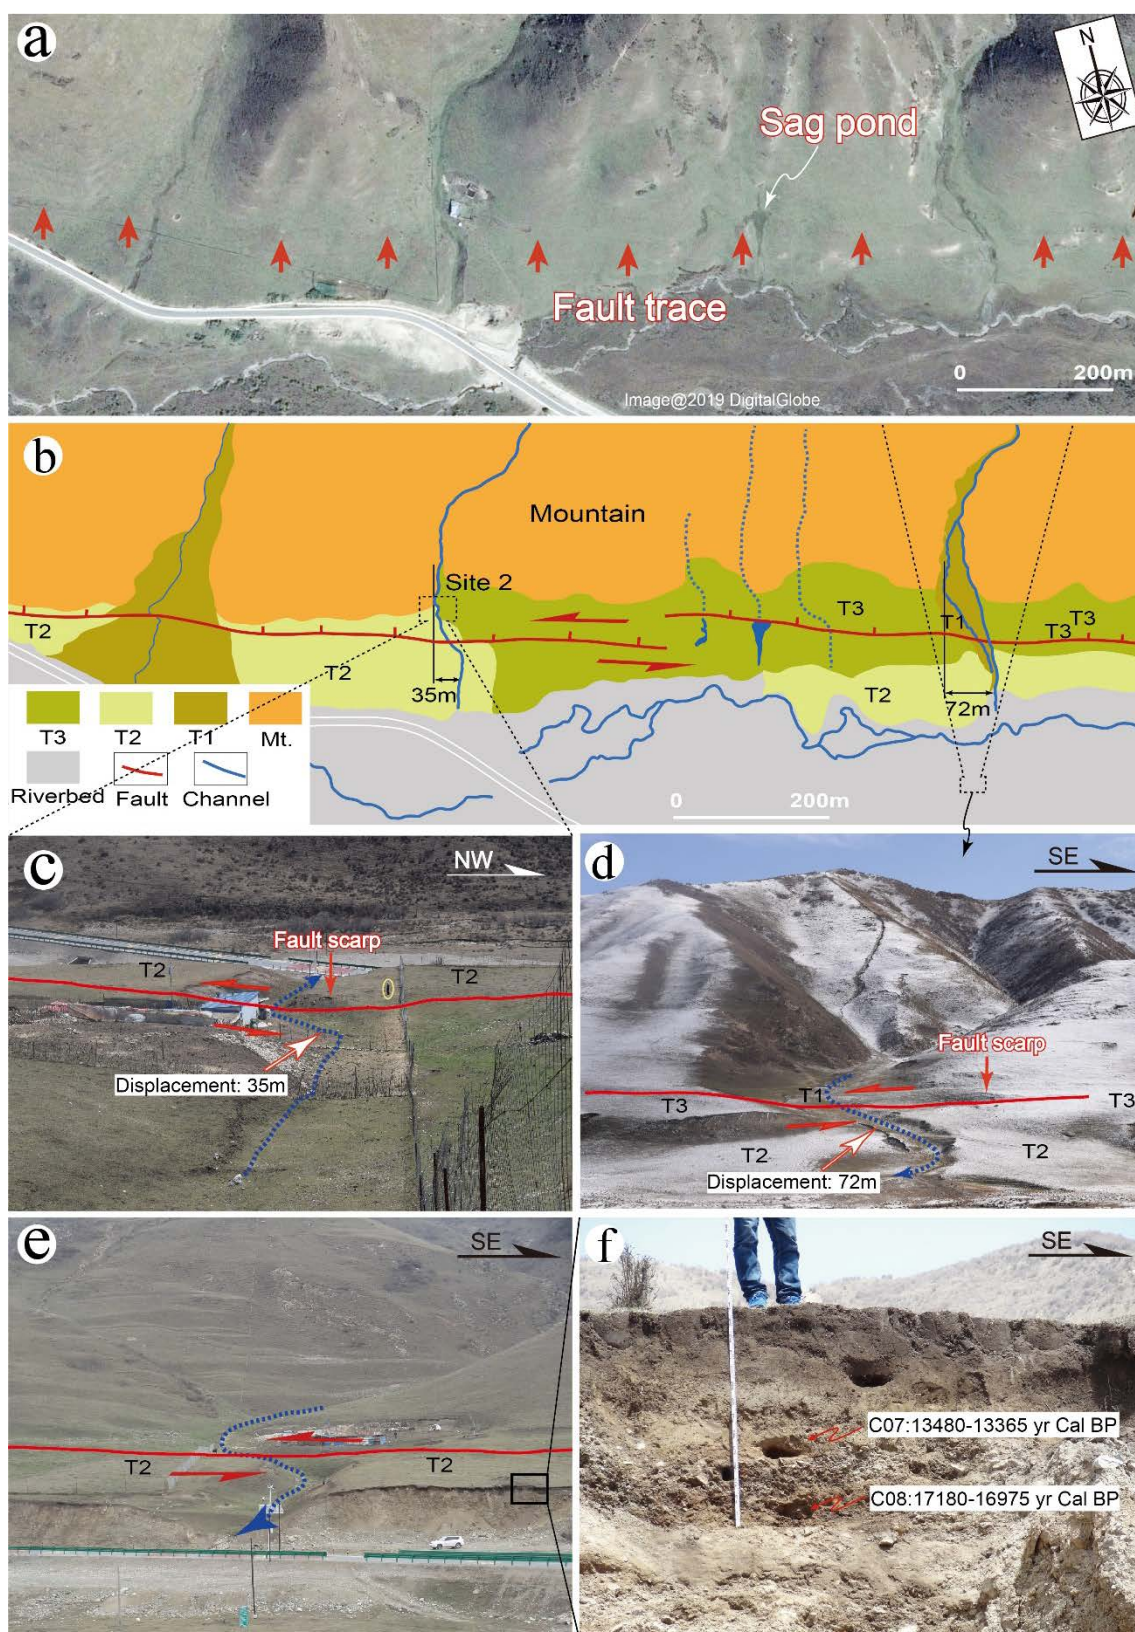 a
N
Sag pond
Fault trace
0 200m
Image@2019 DigitalGlobe
b
Mountain
Site 2
T3
T3
T3
T1
T2
T2
35m
T2
72m
T3 T2 T1 Mt.
Riverbed Fault Channel
0 200m
c
NW
Fault scarp
T2
T2
Displacement: 35m
d
SE
Fault scarp
T1
T3
T3
T2
T2
Displacement: 72m
e
SE
T2
T2
f
SE
C07:13480-13365 yr Cal BP
C08:17180-16975 yr Cal BP